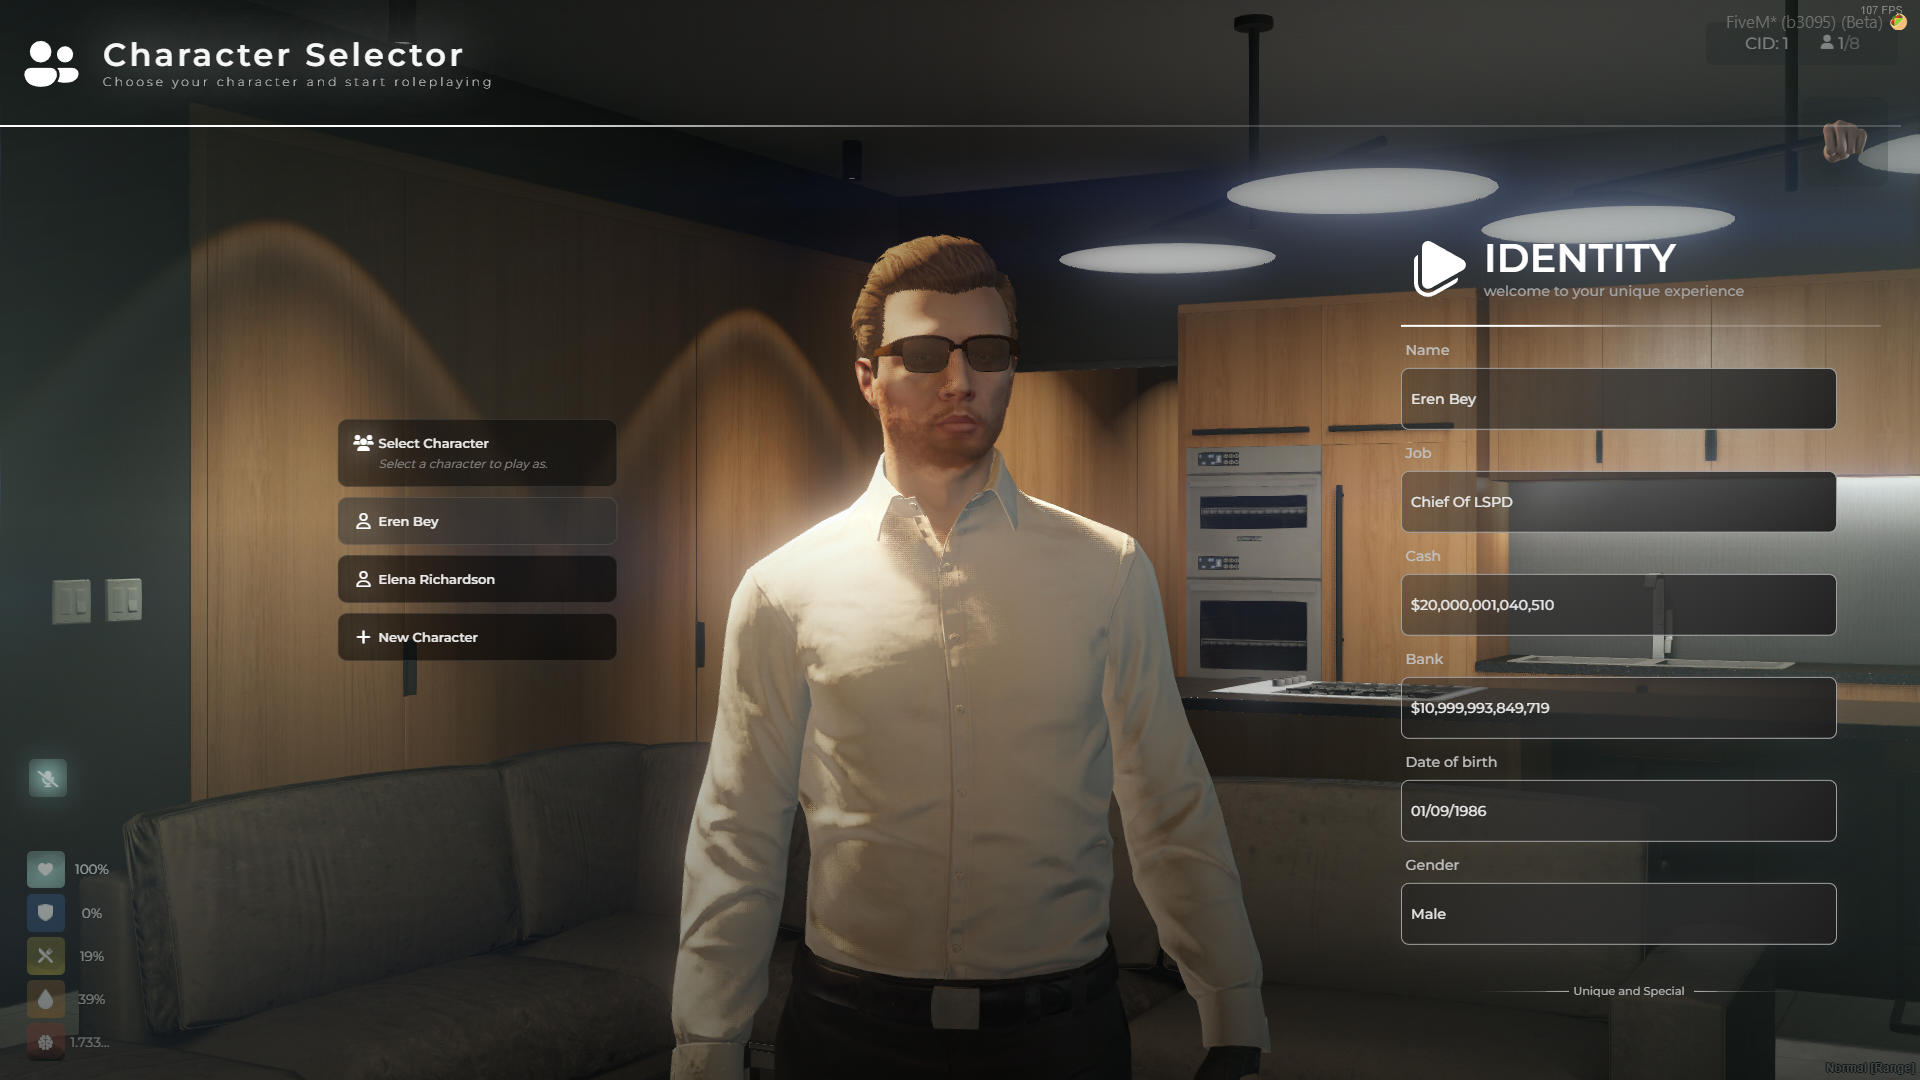 107 FPS
FiveM* (b3095) (Beta)
CID: 1
1/8
Character Selector
Choose your character and start roleplaying
IDENTITY
welcome to your unique experience
Select Character
Select a character to play as.
Eren Bey
Elena Richardson
New Character
Name
Eren Bey
Job
Chief Of LSPD
Cash
$20,000,001,040,510
Bank
$10,999,993,849,719
Date of birth
01/09/1986
Gender
Male
Unique and Special
100%
0%
19%
39%
1.733...
Normal [Range]